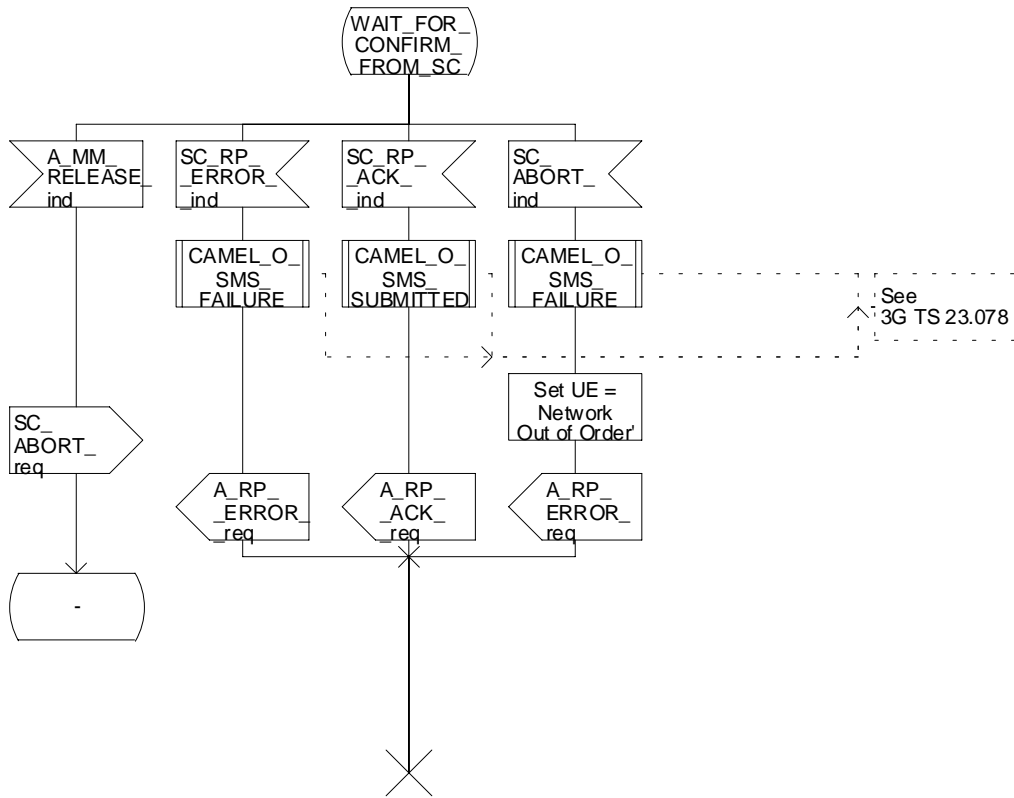 WAIT_FOR_
CONFIRM_
FROM_SC
A_MM_
RELEASE_
ind
SC_RP_
_ERROR_
_ind
SC_RP_
_ACK_
_ind
SC_
ABORT_
ind
CAMEL_O_
SMS_
FAILURE
CAMEL_O_
SMS_
SUBMITTED
CAMEL_O_
SMS_
FAILURE
See
3G TS 23.078
Set UE =
Network
Out of Order'
SC_
ABORT_
req
A_RP_
_ERROR_
_req
A_RP_
_ACK_
_req
A_RP_
ERROR_
req
-